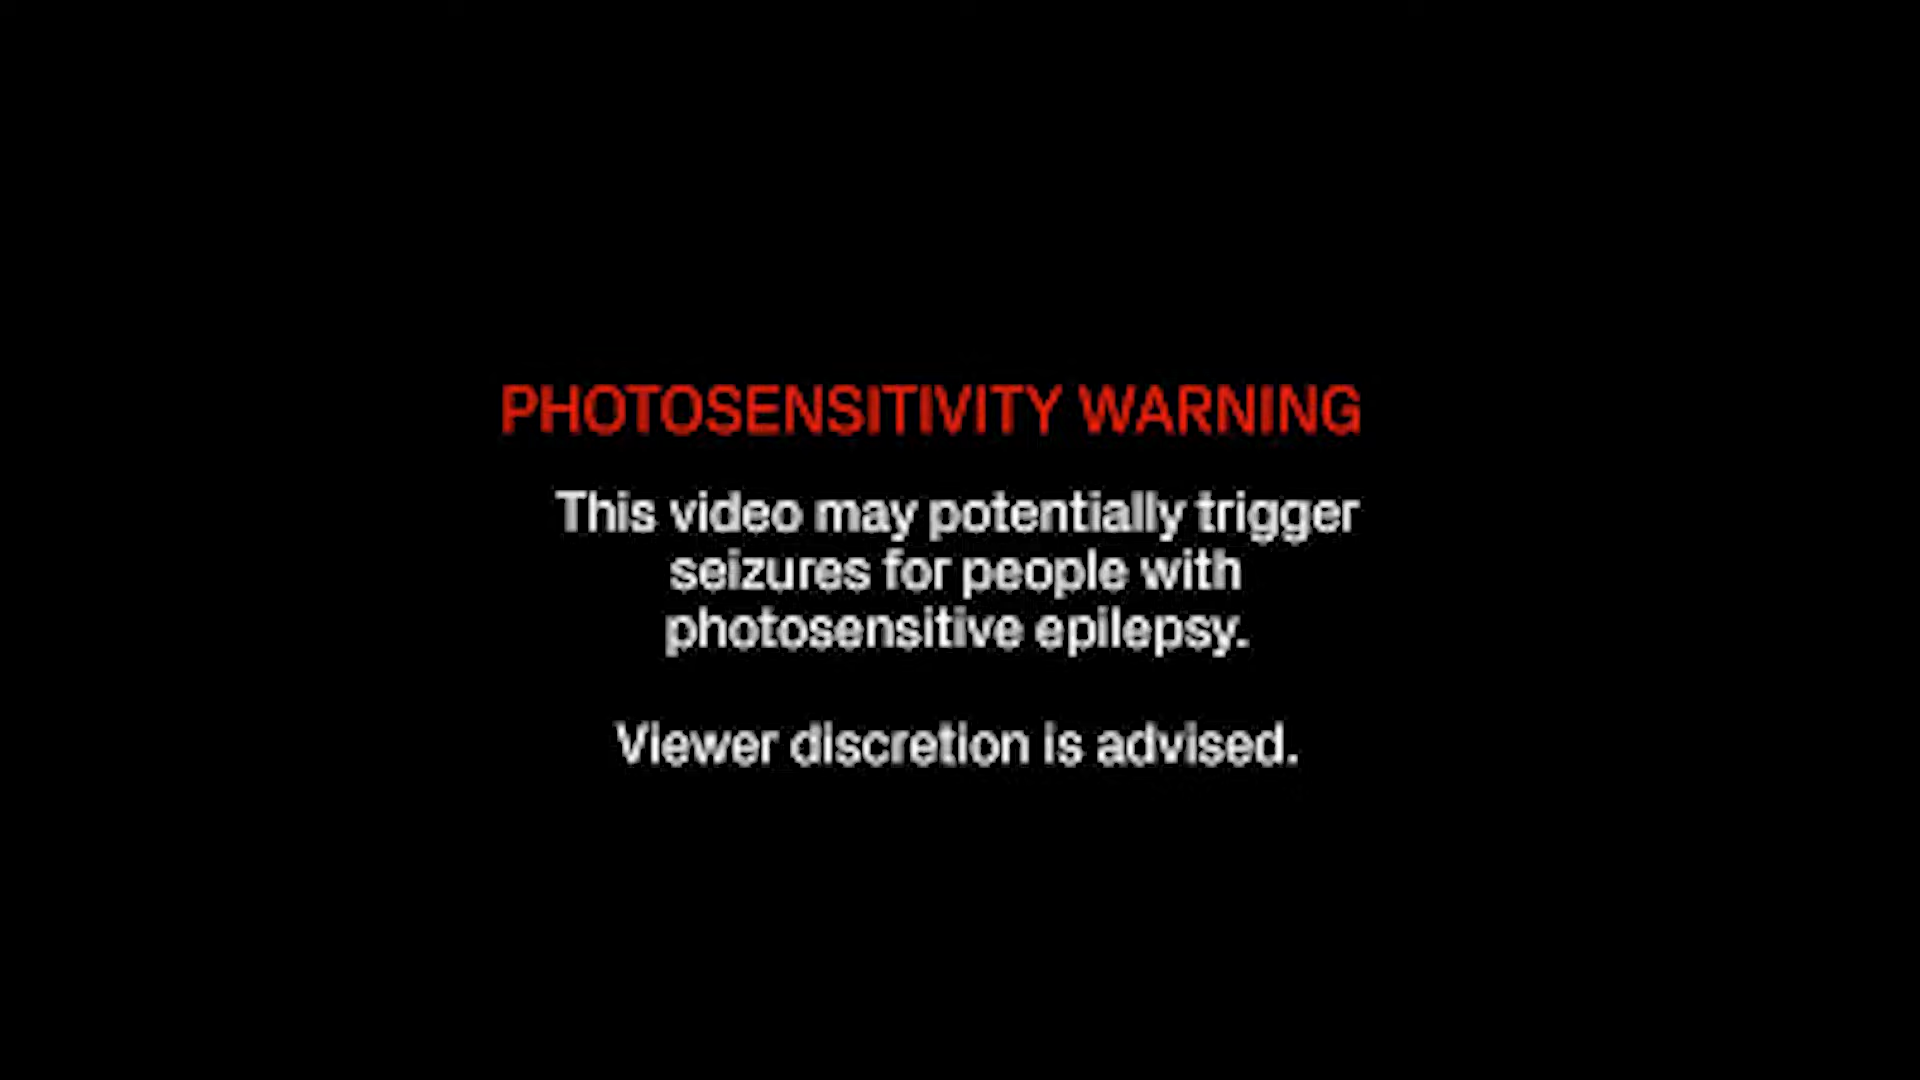 PHOTOSENSITIVITY WARNING
This video may potentially trigger
seizures for people with
photosensitive epilepsy.
Viewer discretion is advised.